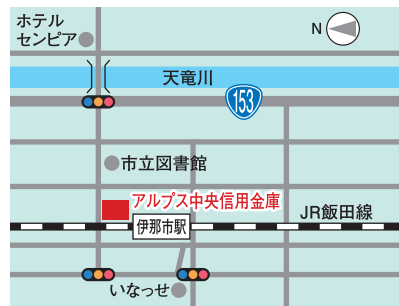 ホテル
センピア
N
天竜川
153
市立図書館
アルプス中央信用金庫
伊那市駅
JR飯田線
いなっせ